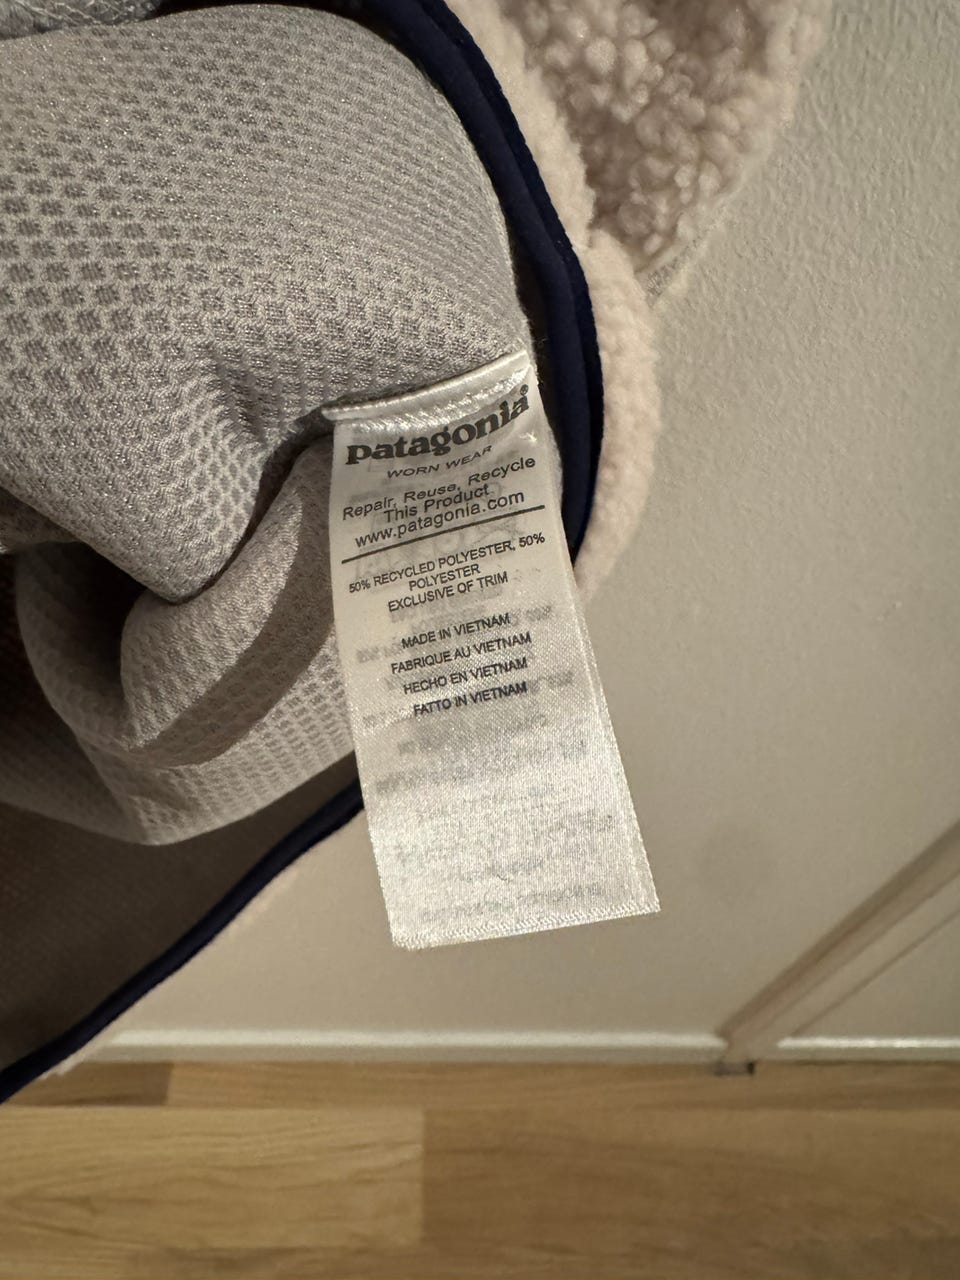 patagonia®
WORN WEAR
Repair, Reuse, Recycle
This Product
www.patagonia.com
50% RECYCLED POLYESTER, 50%
POLYESTER
EXCLUSIVE OF TRIM
MADE IN VIETNAM
FABRIQUE AU VIETNAM
HECHO EN VIETNAM
FATTO IN VIETNAM